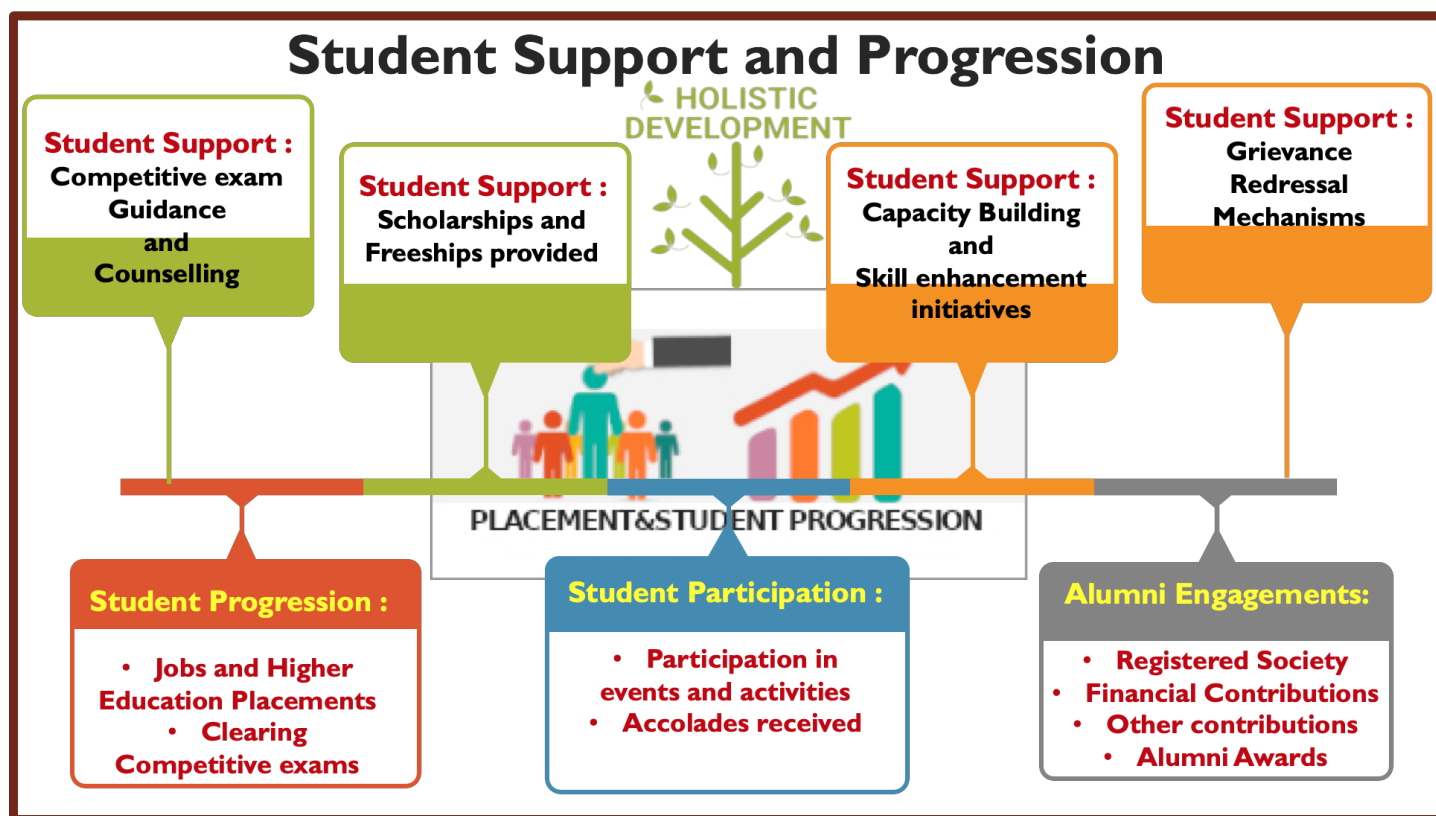 Student Support and Progression
HOLISTIC
DEVELOPMENT
Student Support :
Competitive exam
Guidance
and
Counselling
Student Support :
Scholarships and
Freeships provided
Student Support :
Capacity Building
and
Skill enhancement
initiatives
Student Support :
Grievance
Redressal
Mechanisms
PLACEMENT&STUDENT PROGRESSION
Student Progression :
• Jobs and Higher
Education Placements
• Clearing
Competitive exams
Student Participation :
• Participation in
events and activities
• Accolades received
Alumni Engagements:
• Registered Society
• Financial Contributions
• Other contributions
• Alumni Awards